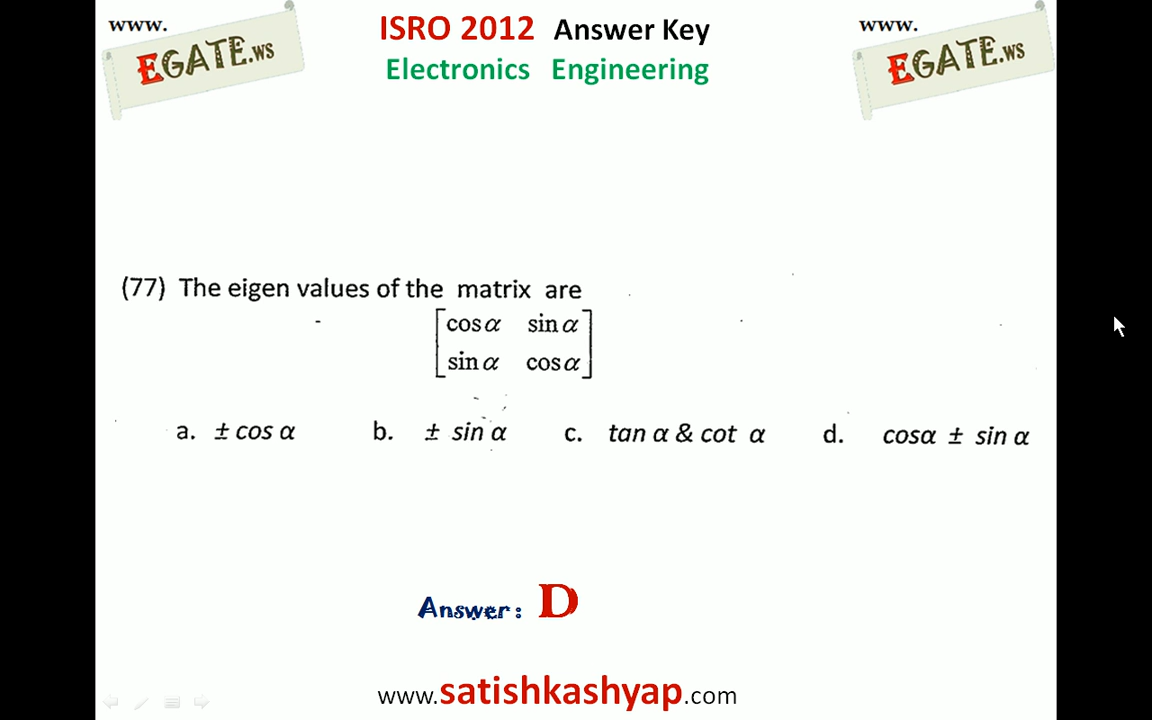 www. ISRO 2012 Answer Key www.
EGATE.ws Electronics Engineering EGATE.ws
(77) The eigen values of the matrix are
cos α sin α
sin α cos α
a. ± cos α b. ± sin α c. tan α & cot α d. cosα ± sin α
Answer: D
www.satishkashyap.com